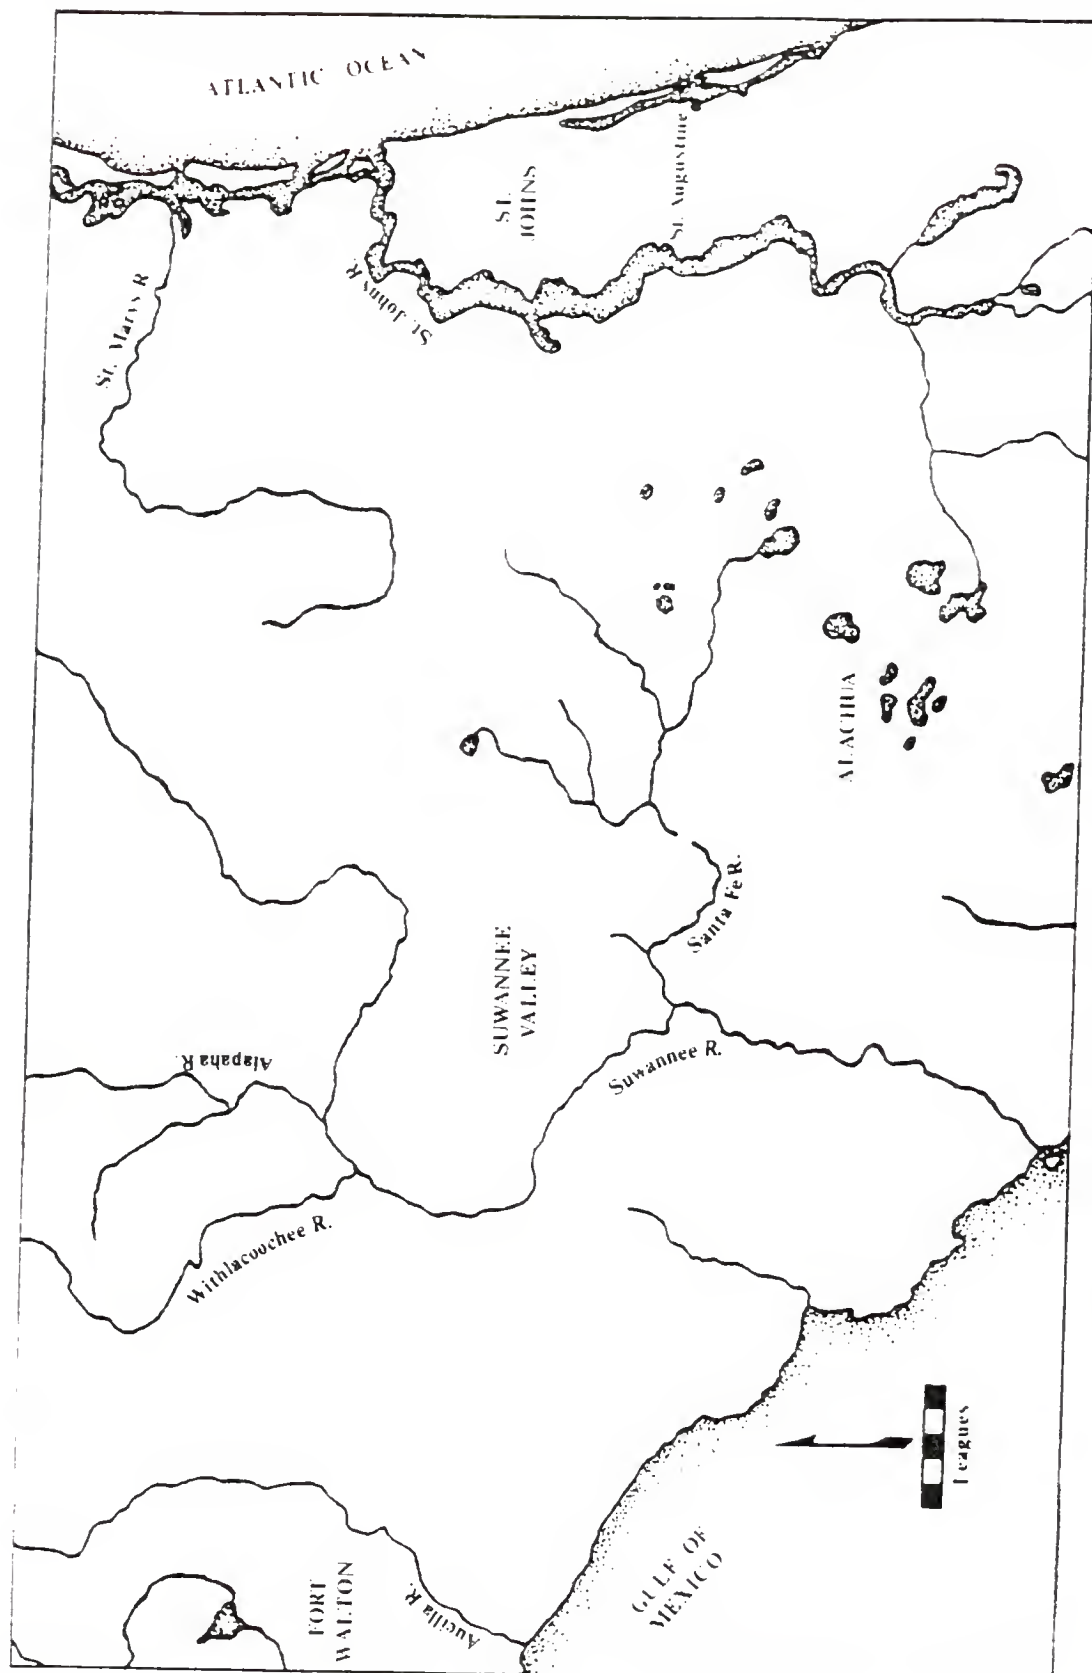 ATLANTIC OCEAN
St. Marys R
St. Johns R
ST.
JOHNS
St. Augustine
Alapaha R.
SUWANNEE
VALLEY
Santa Fe R.
ALACHUA
Suwannee R.
Withlacoochee R.
FORT
WALTON
Aucilla R.
GULF OF
MEXICO
Leagues